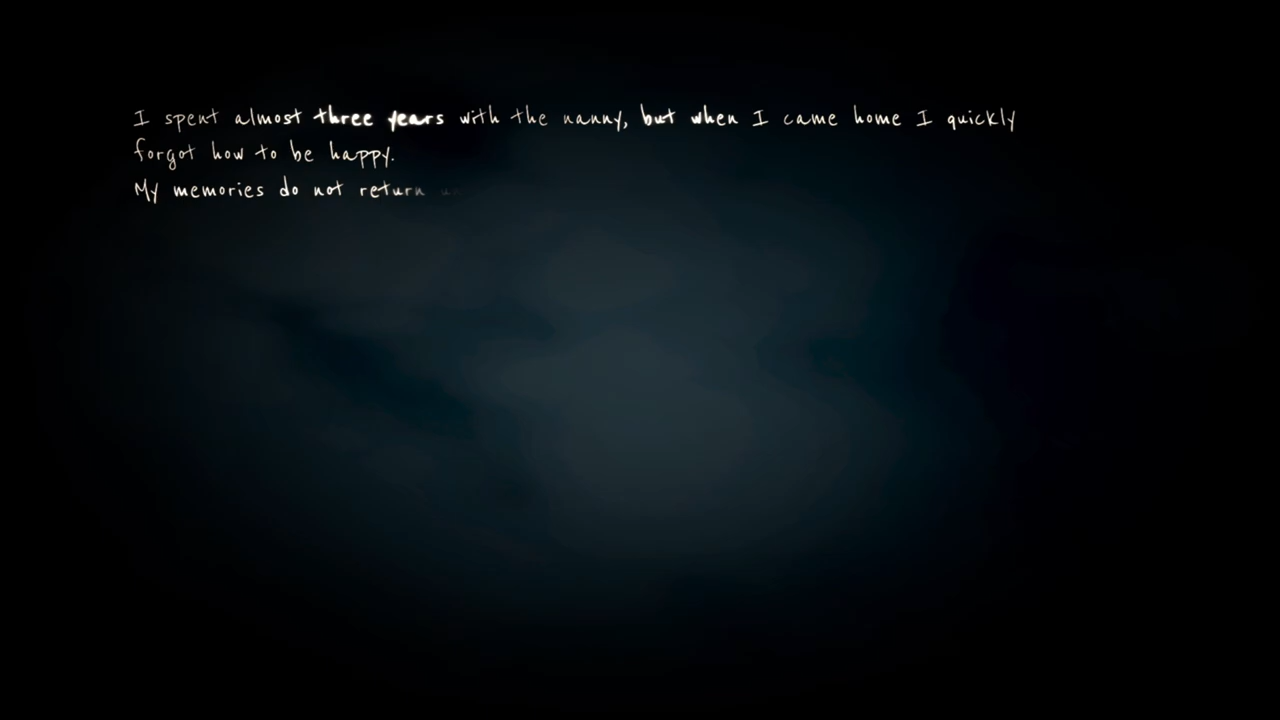 I spent almost three years with the nanny, but when I came home I quickly
forgot how to be happy.
My memories do not return